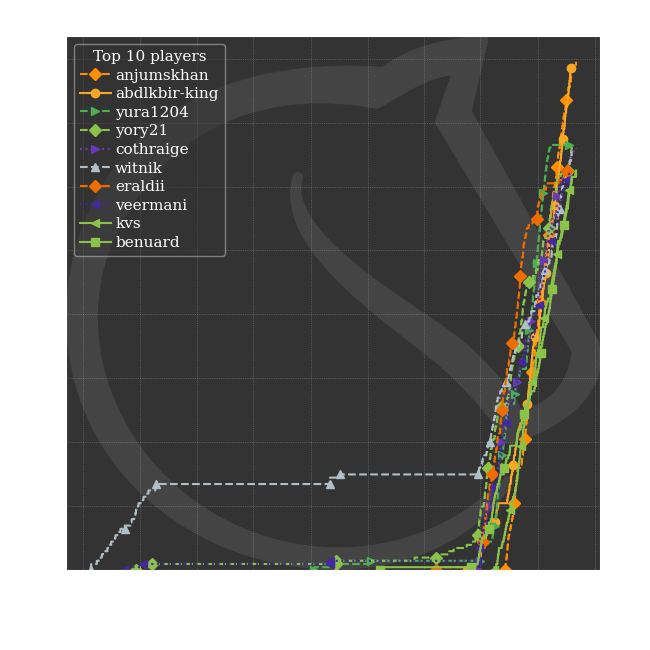 Top 10 players
anjumskhan
abdlkbir-king
yura1204
yory21
cothraige
witnik
eraldii
veermani
kvs
benuard